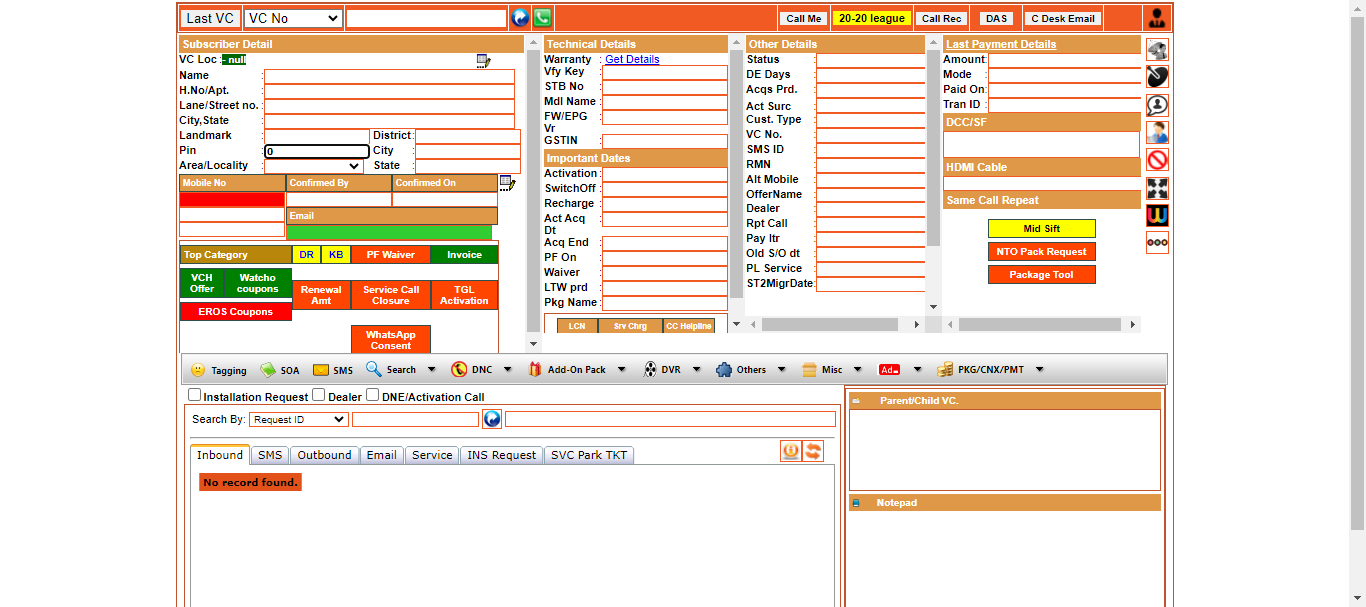 Last VC VC No Call Me 20-20 league Call Rec DAS C Desk Email
Subscriber Detail
VC Loc :- null
Name :
H.No/Apt. :
Lane/Street no. :
City,State :
Landmark : District :
Pin : 0 City :
Area/Locality : State :
Mobile No Confirmed By Confirmed On
Email
Top Category DR KB PF Waiver Invoice
VCH Offer
Watcho coupons
Renewal Amt
Service Call Closure
TGL Activation
EROS Coupons
WhatsApp Consent
Technical Details
Warranty : Get Details
Vfy Key :
STB No :
Mdl Name :
FW/EPG Vr :
GSTIN :
Important Dates
Activation :
SwitchOff :
Recharge :
Act Acq Dt :
Acq End :
PF On :
Waiver :
LTW prd :
Pkg Name :
LCN Srv Chrg CC Helpline
Other Details
Status :
DE Days :
Acqs Prd. :
Act Surc :
Cust. Type :
VC No. :
SMS ID :
RMN :
Alt Mobile :
OfferName :
Dealer :
Rpt Call :
Pay Itr :
Old S/O dt :
PL Service :
ST2MigrDate:
Last Payment Details
Amount:
Mode :
Paid On:
Tran ID :
DCC/SF
HDMI Cable
Same Call Repeat
Mid Sift
NTO Pack Request
Package Tool
Tagging SOA SMS Search DNC Add-On Pack DVR Others Misc Ad PKG/CNX/PMT
Installation Request Dealer DNE/Activation Call
Search By: Request ID
Inbound SMS Outbound Email Service INS Request SVC Park TKT
No record found.
Parent/Child VC.
Notepad